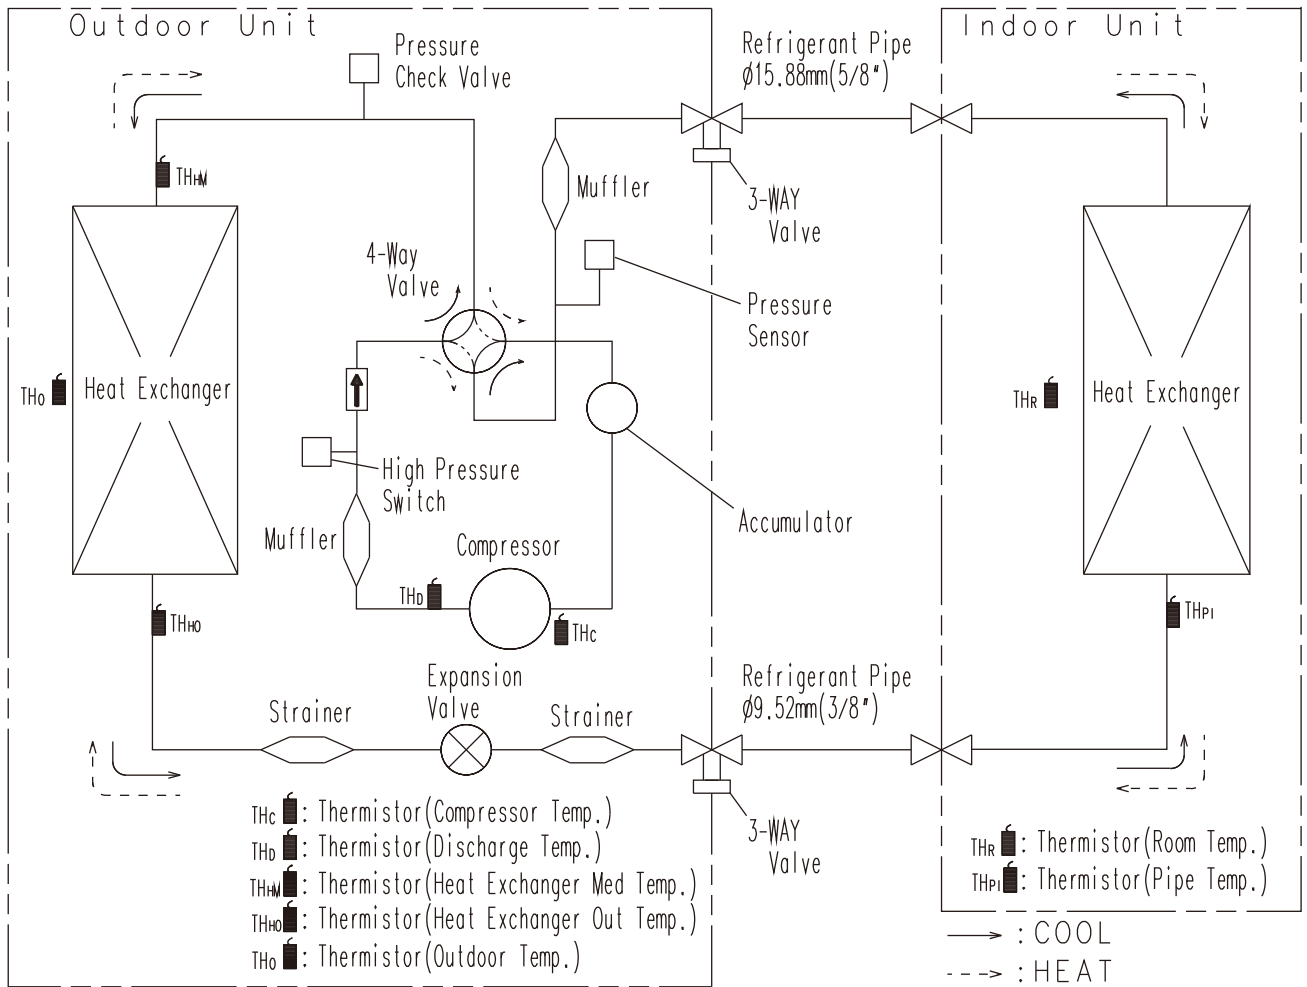 Outdoor Unit
Pressure
Check Valve
Refrigerant Pipe
ø15.88mm(5/8")
Indoor Unit
THHM
Muffler
3-WAY
Valve
4-Way
Valve
Pressure
Sensor
THO
Heat Exchanger
THR
Heat Exchanger
High Pressure
Switch
Accumulator
Muffler
Compressor
THD
THC
THHO
THPI
Expansion
Valve
Refrigerant Pipe
ø9.52mm(3/8")
Strainer
Strainer
3-WAY
Valve
THC : Thermistor(Compressor Temp.)
THD : Thermistor(Discharge Temp.)
THHM : Thermistor(Heat Exchanger Med Temp.)
THHO : Thermistor(Heat Exchanger Out Temp.)
THO : Thermistor(Outdoor Temp.)
THR : Thermistor(Room Temp.)
THPI : Thermistor(Pipe Temp.)
: COOL
: HEAT